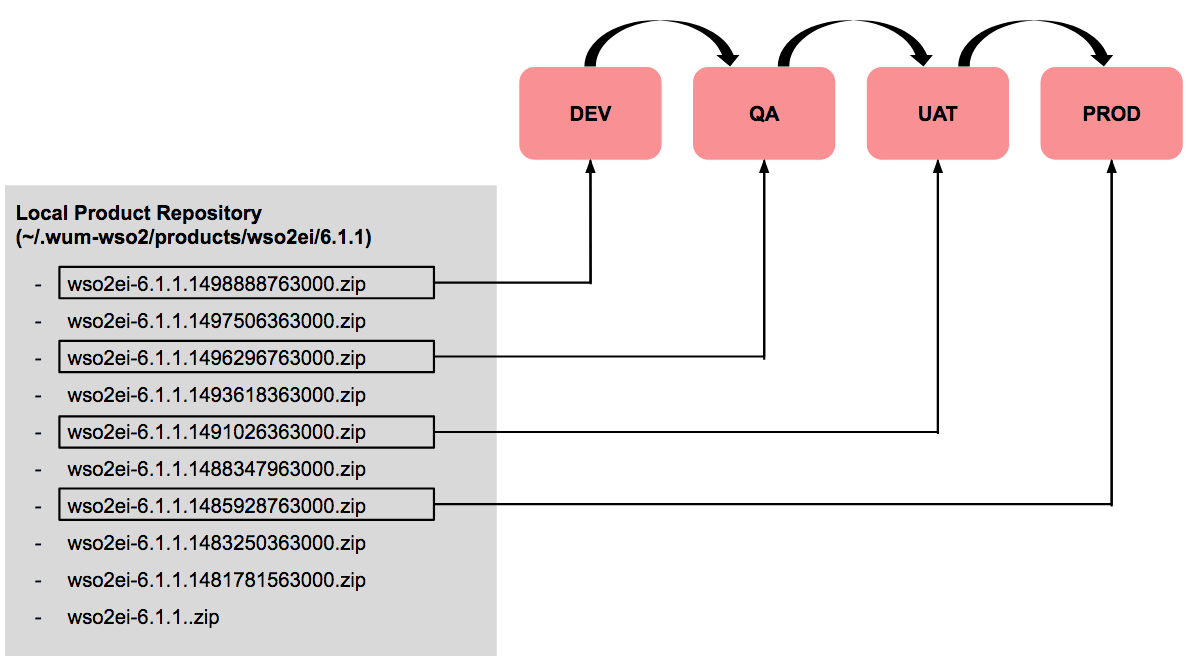 DEV
QA
UAT
PROD
Local Product Repository
(~/.wum-wso2/products/wso2ei/6.1.1)
- wso2ei-6.1.1.1498888763000.zip
- wso2ei-6.1.1.1497506363000.zip
- wso2ei-6.1.1.1496296763000.zip
- wso2ei-6.1.1.1493618363000.zip
- wso2ei-6.1.1.1491026363000.zip
- wso2ei-6.1.1.1488347963000.zip
- wso2ei-6.1.1.1485928763000.zip
- wso2ei-6.1.1.1483250363000.zip
- wso2ei-6.1.1.1481781563000.zip
- wso2ei-6.1.1..zip